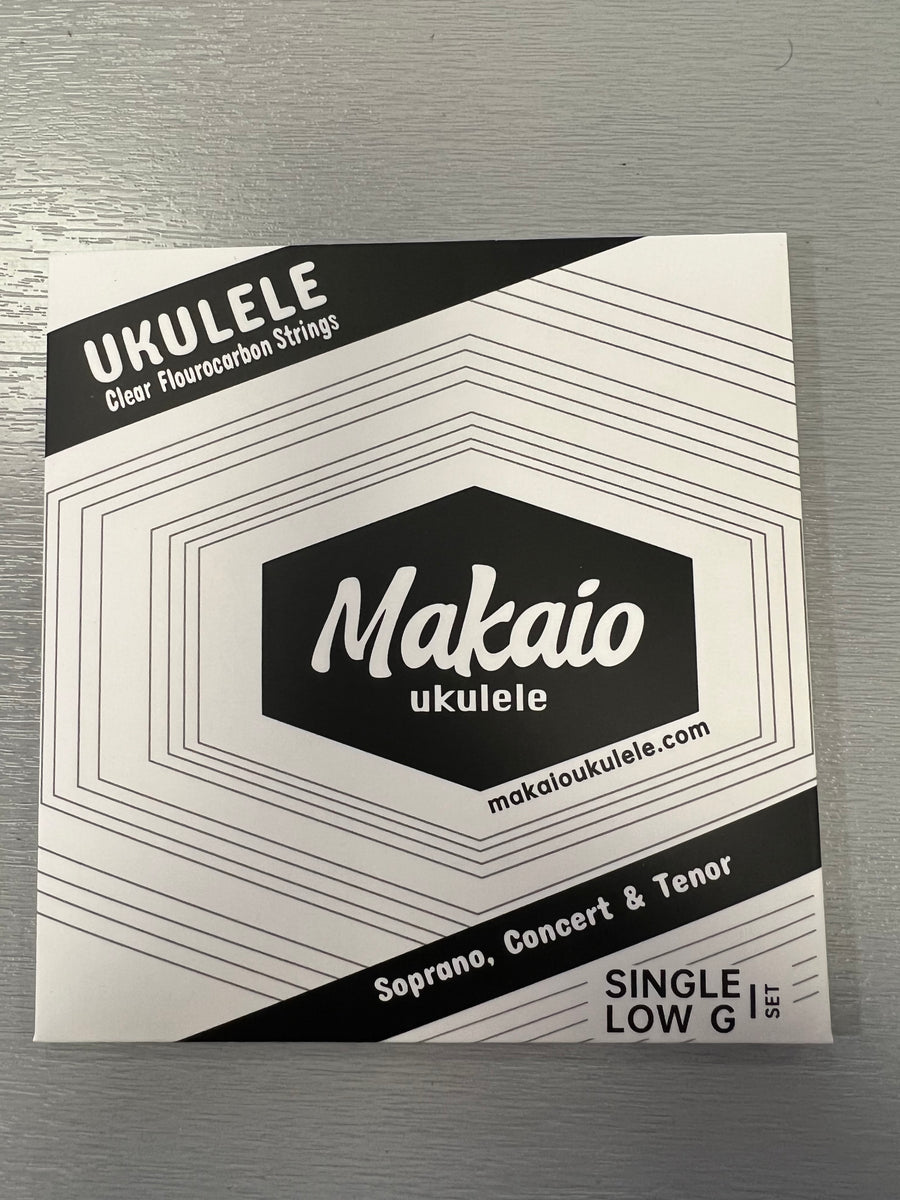 UKULELE
Clear Flourocarbon Strings
Makaio
ukulele
makaioukulele.com
Soprano, Concert & Tenor
SINGLE
LOW G
SET